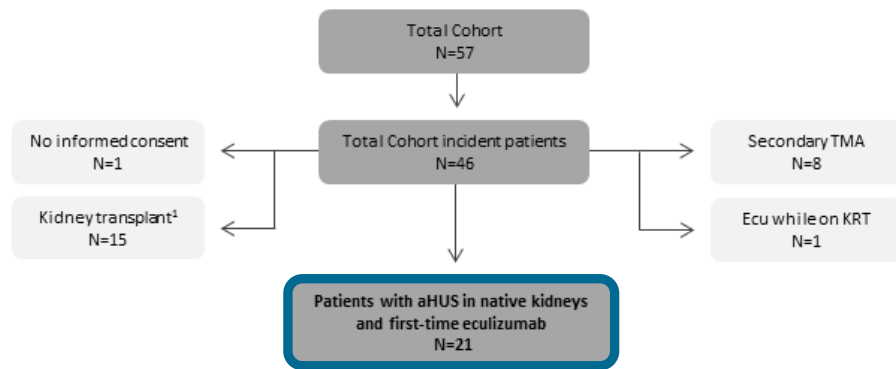 Total Cohort
N=57
No informed consent
N=1
Total Cohort incident patients
N=46
Secondary TMA
N=8
Kidney transplant¹
N=15
Ecu while on KRT
N=1
Patients with aHUS in native kidneys
and first-time eculizumab
N=21